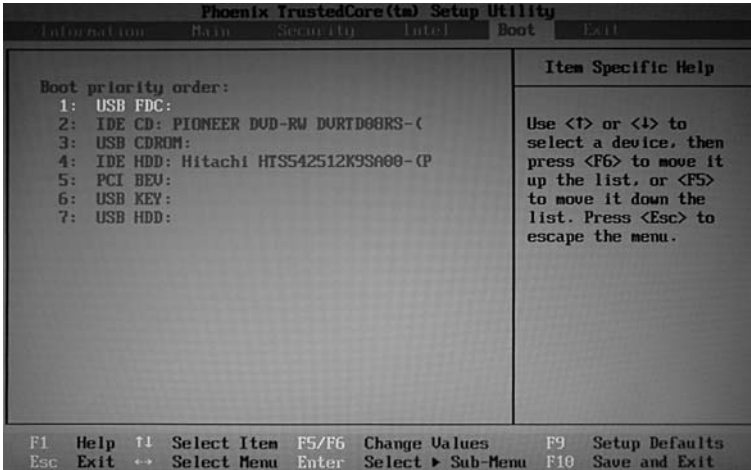 Phoenix TrustedCore(tm) Setup Utility
Information Main Security Intel Boot Exit
Boot priority order:
1: USB FDC:
2: IDE CD: PIONEER DVD-RW DVRTD08RS-(
3: USB CDROM:
4: IDE HDD: Hitachi HTS542512K9SA00-(P
5: PCI BEV:
6: USB KEY:
7: USB HDD:
Item Specific Help
Use <↑> or <↓> to
select a device, then
press <F6> to move it
up the list, or <F5>
to move it down the
list. Press <Esc> to
escape the menu.
F1 Help ↑↓ Select Item F5/F6 Change Values F9 Setup Defaults
Esc Exit ↔ Select Menu Enter Select ▶ Sub-Menu F10 Save and Exit